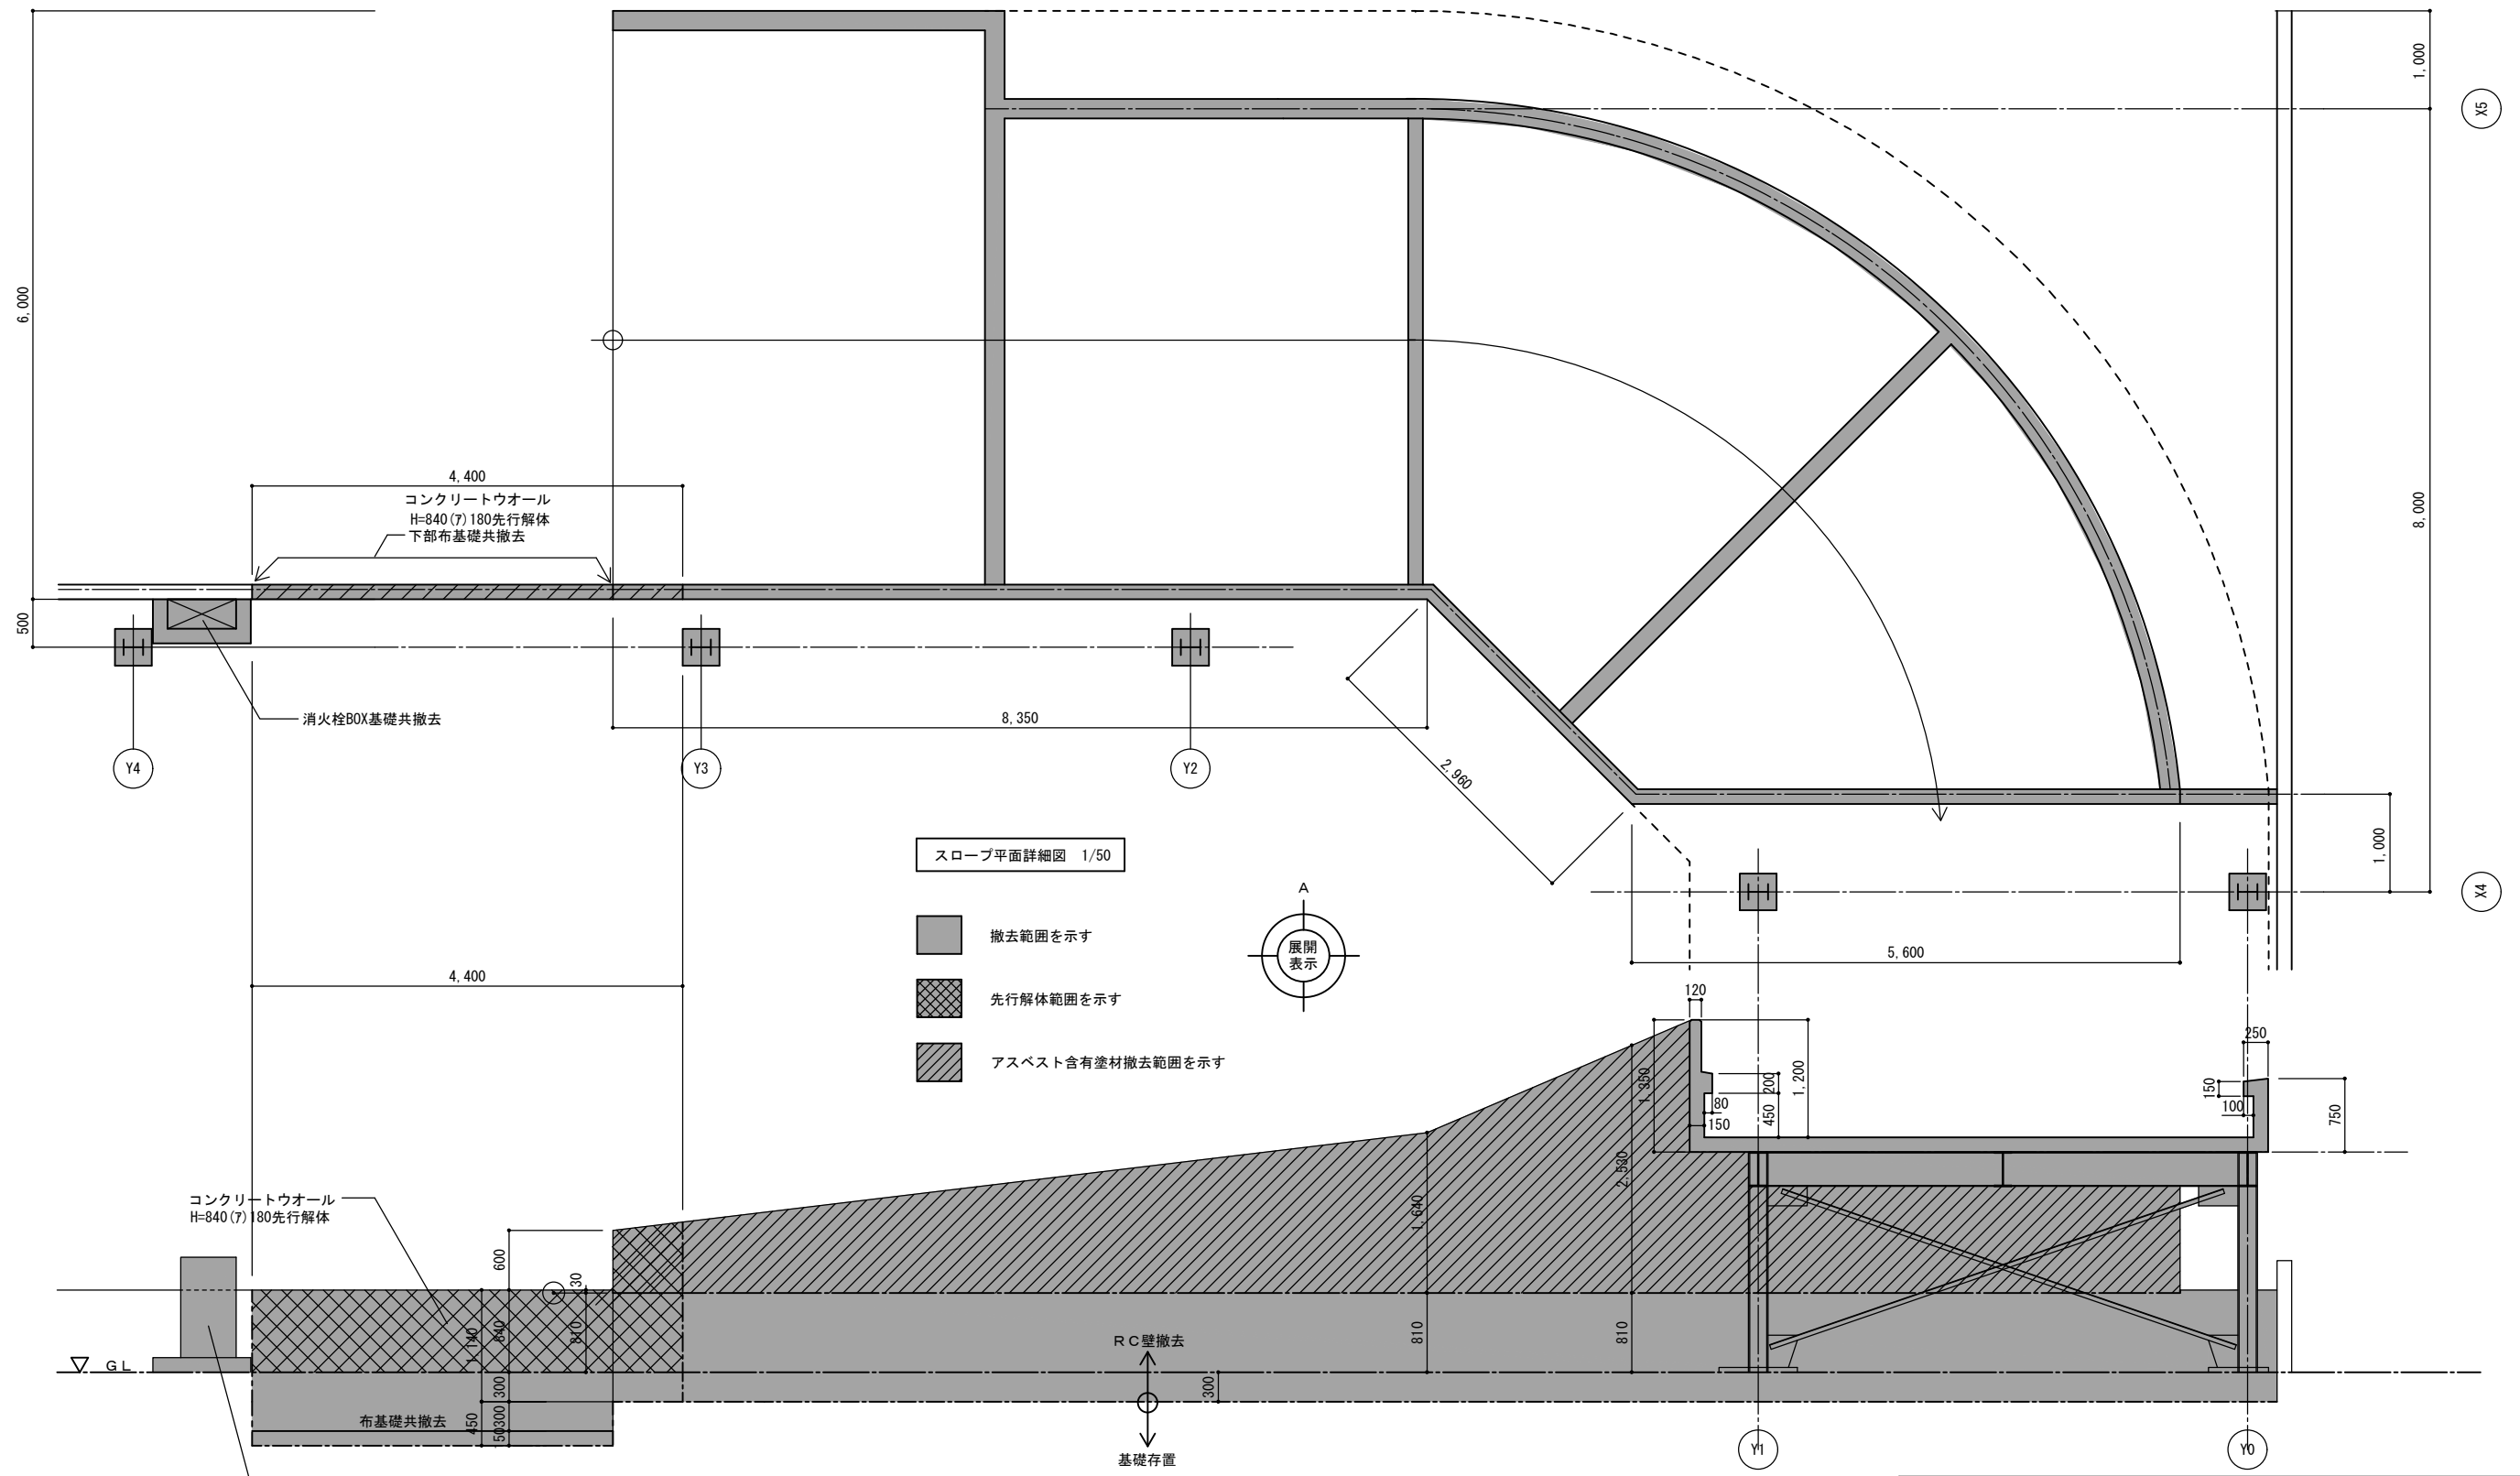 1,000
X5
6,000
8,000
4,400
コンクリートウオール
H=840(ｱ)180先行解体
下部布基礎共撤去
500
消火栓BOX基礎共撤去
8,350
Y4
Y3
Y2
2,960
1,000
X4
スロープ平面詳細図 1/50
撤去範囲を示す
A
展開
表示
5,600
4,400
先行解体範囲を示す
120
アスベスト含有塗材撤去範囲を示す
250
1,350
200
1,200
150
80
100
450
150
750
2,530
1,640
コンクリートウオール
H=840(ｱ)180先行解体
600
30
1,140
840
810
810
810
RC壁撤去
GL
300
300
布基礎共撤去
450
300
150
基礎存置
Y1
Y0